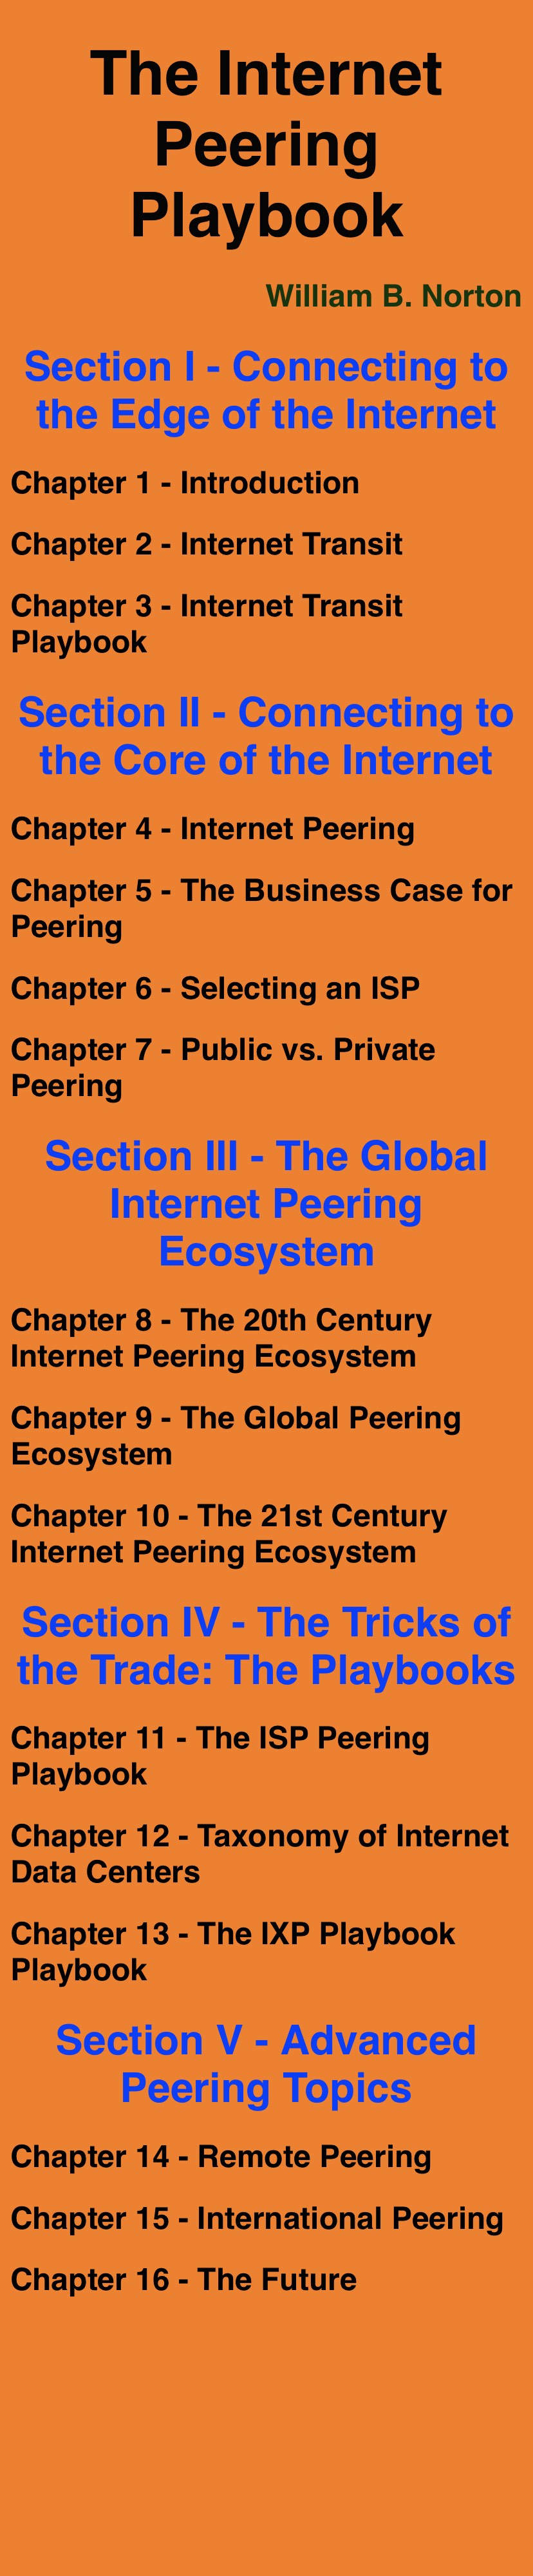 The Internet
Peering
Playbook
William B. Norton
Section I - Connecting to
the Edge of the Internet
Chapter 1 - Introduction
Chapter 2 - Internet Transit
Chapter 3 - Internet Transit
Playbook
Section II - Connecting to
the Core of the Internet
Chapter 4 - Internet Peering
Chapter 5 - The Business Case for
Peering
Chapter 6 - Selecting an ISP
Chapter 7 - Public vs. Private
Peering
Section III - The Global
Internet Peering
Ecosystem
Chapter 8 - The 20th Century
Internet Peering Ecosystem
Chapter 9 - The Global Peering
Ecosystem
Chapter 10 - The 21st Century
Internet Peering Ecosystem
Section IV - The Tricks of
the Trade: The Playbooks
Chapter 11 - The ISP Peering
Playbook
Chapter 12 - Taxonomy of Internet
Data Centers
Chapter 13 - The IXP Playbook
Playbook
Section V - Advanced
Peering Topics
Chapter 14 - Remote Peering
Chapter 15 - International Peering
Chapter 16 - The Future